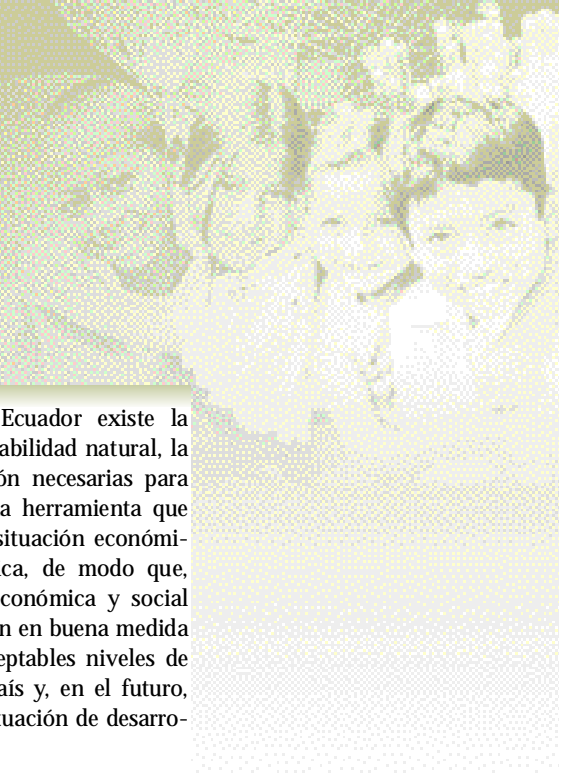 Ecuador existe la
abilidad natural, la
ón necesarias para
a herramienta que
situación económi-
ca, de modo que,
conómica y social
n en buena medida
eptables niveles de
aís y, en el futuro,
tuación de desarro-